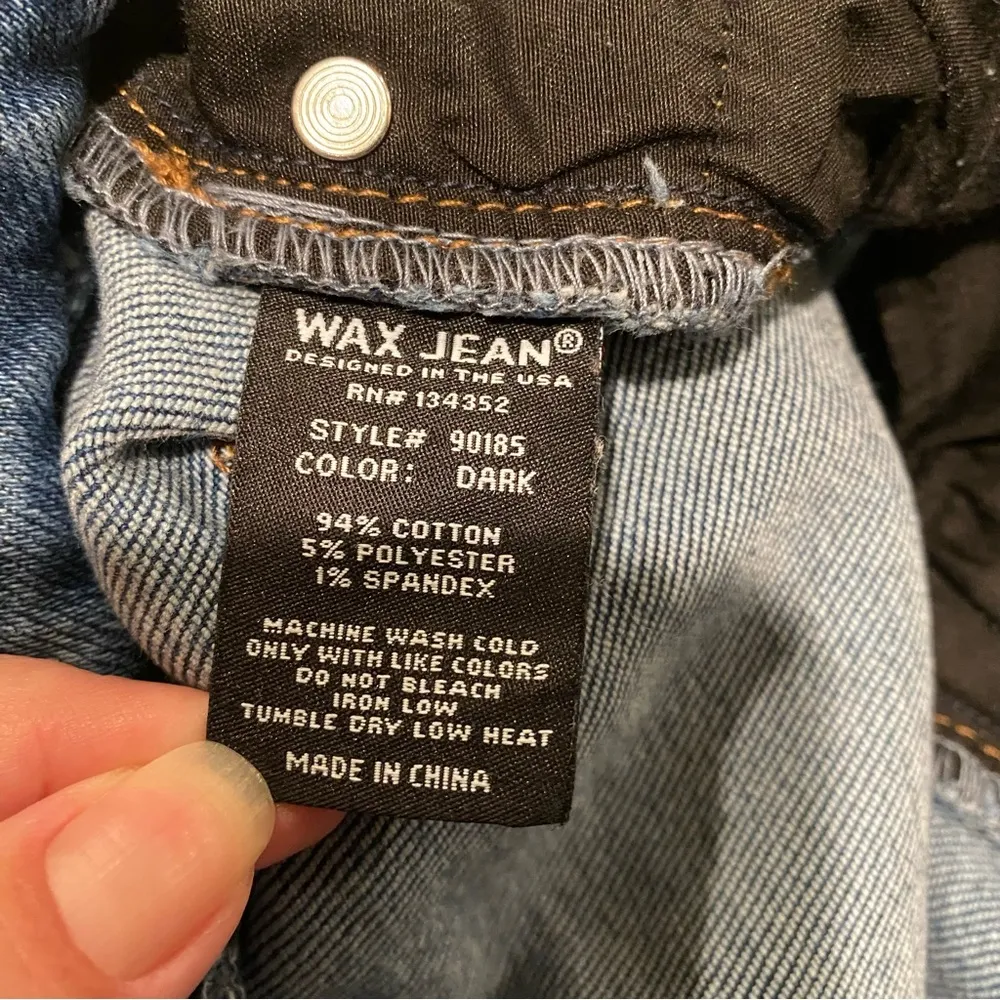 WAX JEAN®
DESIGNED IN THE USA
RN# 134352
STYLE# 90185
COLOR: DARK
94% COTTON
5% POLYESTER
1% SPANDEX
MACHINE WASH COLD
ONLY WITH LIKE COLORS
DO NOT BLEACH
IRON LOW
TUMBLE DRY LOW HEAT
MADE IN CHINA